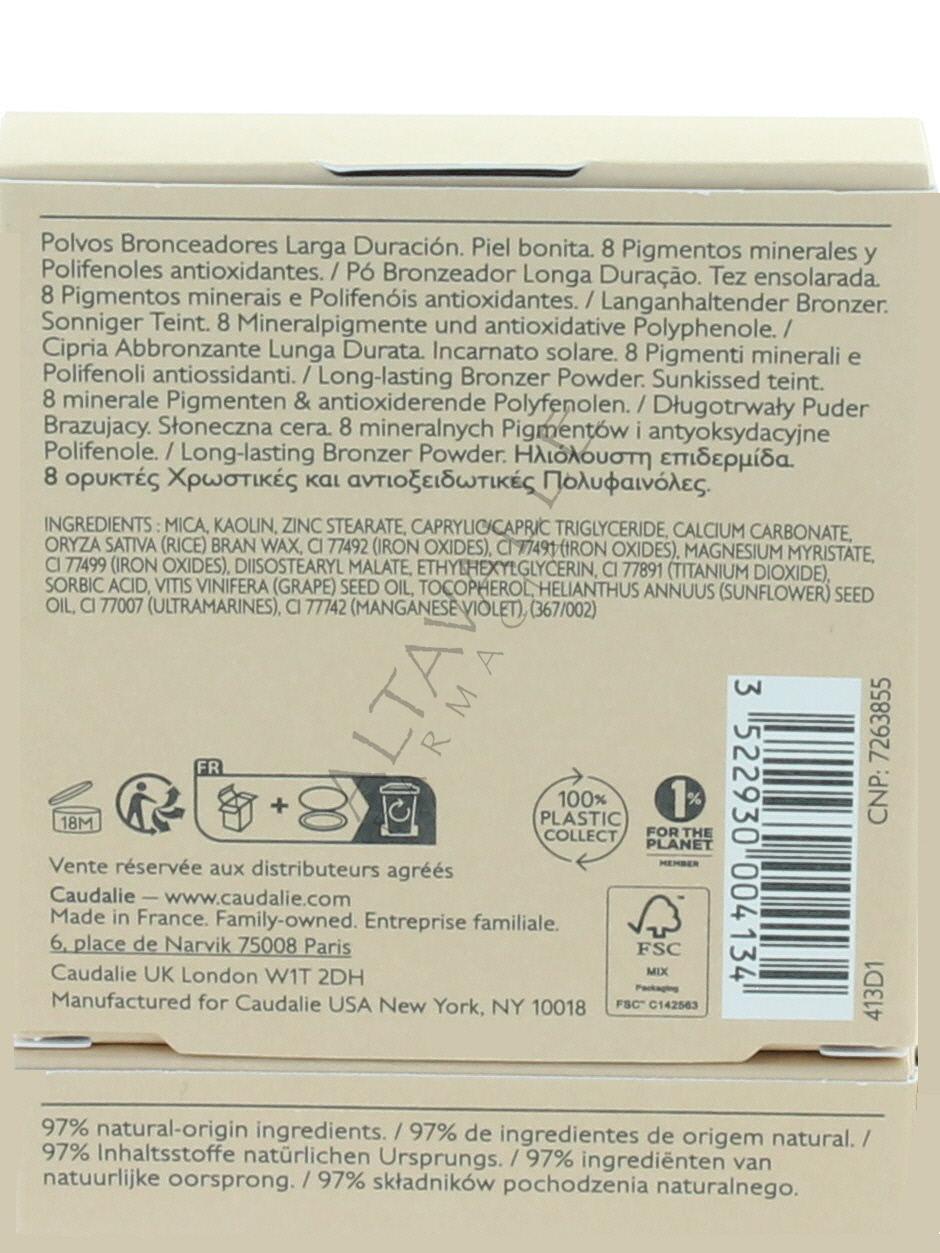 Polvos Bronceadores Larga Duración. Piel bonita. 8 Pigmentos minerales y
Polifenoles antioxidantes. / Pó Bronzeador Longa Duração. Tez ensolarada.
8 Pigmentos minerais e Polifenóis antioxidantes. / Langanhaltender Bronzer.
Sonniger Teint. 8 Mineralpigmente und antioxidative Polyphenole. /
Cipria Abbronzante Lunga Durata. Incarnato solare. 8 Pigmenti minerali e
Polifenoli antiossidanti. / Long-lasting Bronzer Powder. Sunkissed teint.
8 minerale Pigmenten & antioxiderende Polyfenolen. / Długotrwały Puder
Brazujacy. Słoneczna cera. 8 mineralnych Pigmentów i antyoksydacyjne
Polifenole. / Long-lasting Bronzer Powder. Ηλιόλουστη επιδερμίδα.
8 ορυκτές Χρωστικές και αντιοξειδωτικές Πολυφαινόλες.
INGREDIENTS : MICA, KAOLIN, ZINC STEARATE, CAPRYLIC/CAPRIC TRIGLYCERIDE, CALCIUM CARBONATE,
ORYZA SATIVA (RICE) BRAN WAX, CI 77492 (IRON OXIDES), CI 77491 (IRON OXIDES), MAGNESIUM MYRISTATE,
CI 77499 (IRON OXIDES), DIISOSTEARYL MALATE, ETHYLHEXYLGLYCERIN, CI 77891 (TITANIUM DIOXIDE),
SORBIC ACID, VITIS VINIFERA (GRAPE) SEED OIL, TOCOPHEROL, HELIANTHUS ANNUUS (SUNFLOWER) SEED
OIL, CI 77007 (ULTRAMARINES), CI 77742 (MANGANESE VIOLET). (367/002)
18M
FR
+
100%
PLASTIC
COLLECT
1%
FOR THE
PLANET
MEMBER
Vente réservée aux distributeurs agréés
Caudalie – www.caudalie.com
Made in France. Family-owned. Entreprise familiale.
6, place de Narvik 75008 Paris
Caudalie UK London W1T 2DH
Manufactured for Caudalie USA New York, NY 10018
FSC
MIX
Packaging
FSC™ C142563
3 522930 004134
CNP: 7263855
413D1
97% natural-origin ingredients. / 97% de ingredientes de origem natural. /
97% Inhaltsstoffe natürlichen Ursprungs. / 97% ingrediënten van
natuurlijke oorsprong. / 97% składników pochodzenia naturalnego.